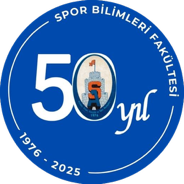 SPOR BİLİMLERİ FAKÜLTESİ
50 yıl
1976 - 2025